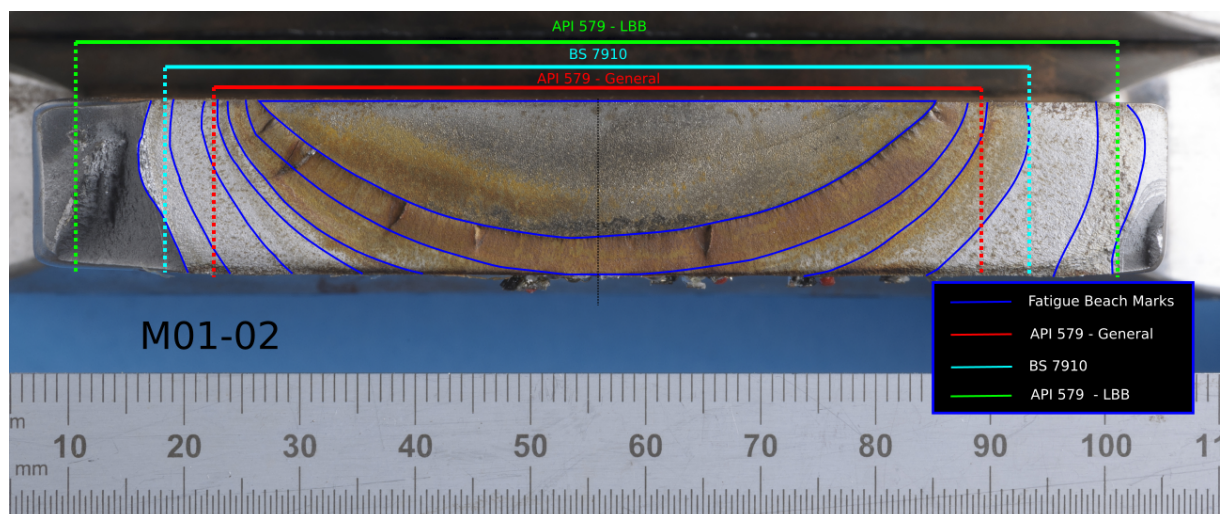 API 579 - LBB
BS 7910
API 579 - General
Fatigue Beach Marks
API 579 - General
BS 7910
API 579 - LBB
M01-02
m
10 20 30 40 50 60 70 80 90 100 1
mm